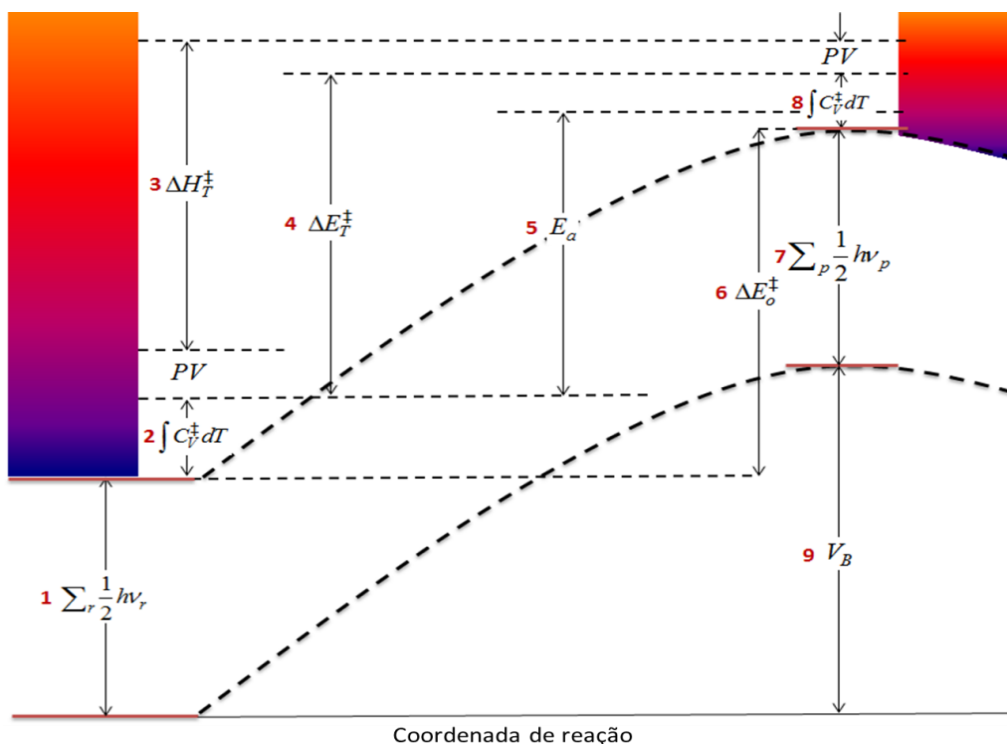 PV
8 ∫ C_V^‡ dT
3 ΔH_T^‡
4 ΔE_T^‡
5 E_a
7 ∑_p 1/2 hν_p
6 ΔE_o^‡
PV
2 ∫ C_V^‡ dT
9 V_B
1 ∑_r 1/2 hν_r
Coordenada de reação